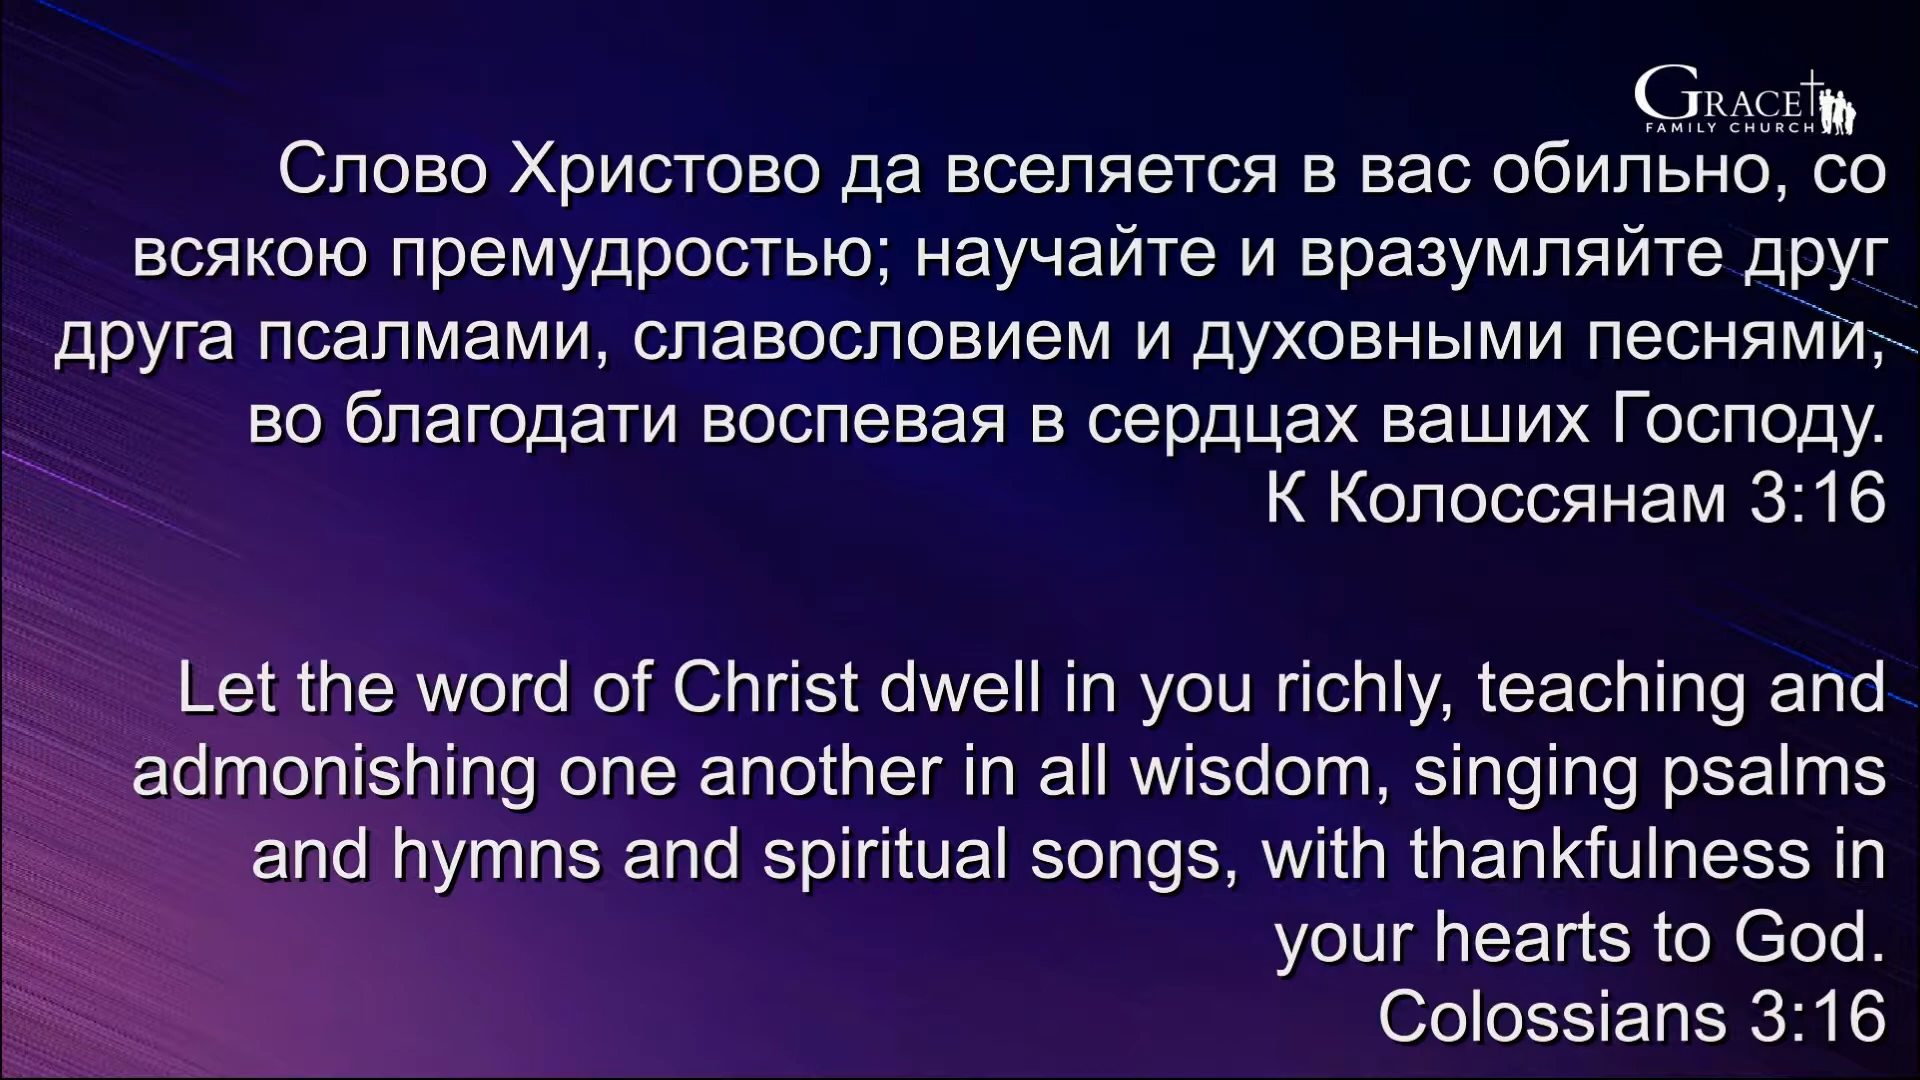 GRACE
FAMILY CHURCH
Слово Христово да вселяется в вас обильно, со
всякою премудростью; научайте и вразумляйте друг
друга псалмами, славословием и духовными песнями,
во благодати воспевая в сердцах ваших Господу.
К Колоссянам 3:16
Let the word of Christ dwell in you richly, teaching and
admonishing one another in all wisdom, singing psalms
and hymns and spiritual songs, with thankfulness in
your hearts to God.
Colossians 3:16